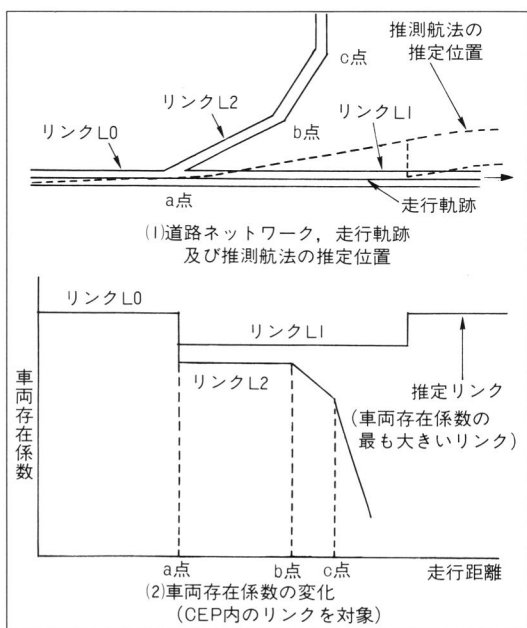 推測航法の
推定位置
c点
リンクL2
リンクL1
リンクL0
b点
a点
走行軌跡
(1)道路ネットワーク,走行軌跡
及び推測航法の推定位置
リンクL0
リンクL1
リンクL2
推定リンク
(車両存在係数の
最も大きいリンク)
車両存在係数
a点
b点
c点
走行距離
(2)車両存在係数の変化
(CEP内のリンクを対象)